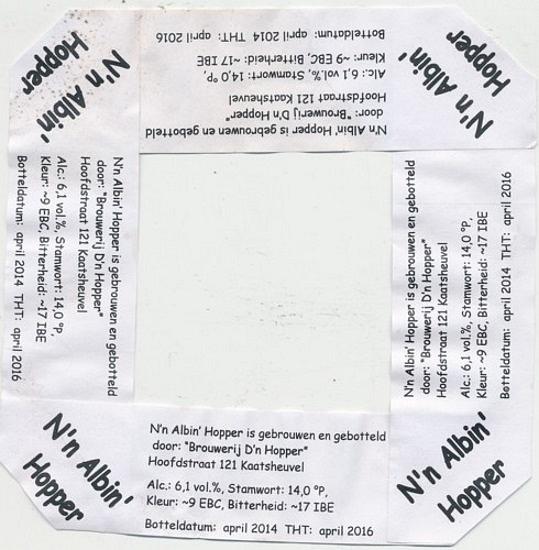 N'n Albin'
Hopper
N'n Albin' Hopper is gebrouwen en gebotteld
door: "Brouwerij D'n Hopper"
Hoofdstraat 121 Kaatsheuvel
Alc.: 6,1 vol.%, Stamwort: 14,0 °P,
Kleur: ~9 EBC, Bitterheid: ~17 IBE
Botteldatum: april 2014 THT: april 2016
N'n Albin'
Hopper
N'n Albin' Hopper is gebrouwen en gebotteld
door: "Brouwerij D'n Hopper"
Hoofdstraat 121 Kaatsheuvel
Alc.: 6,1 vol.%, Stamwort: 14,0 °P,
Kleur: ~9 EBC, Bitterheid: ~17 IBE
Botteldatum: april 2014 THT: april 2016
N'n Albin' Hopper is gebrouwen en gebotteld
door: "Brouwerij D'n Hopper"
Hoofdstraat 121 Kaatsheuvel
Alc.: 6,1 vol.%, Stamwort: 14,0 °P,
Kleur: ~9 EBC, Bitterheid: ~17 IBE
Botteldatum: april 2014 THT: april 2016
N'n Albin'
Hopper
N'n Albin' Hopper is gebrouwen en gebotteld
door: "Brouwerij D'n Hopper"
Hoofdstraat 121 Kaatsheuvel
Alc.: 6,1 vol.%, Stamwort: 14,0 °P,
Kleur: ~9 EBC, Bitterheid: ~17 IBE
Botteldatum: april 2014 THT: april 2016
N'n Albin'
Hopper